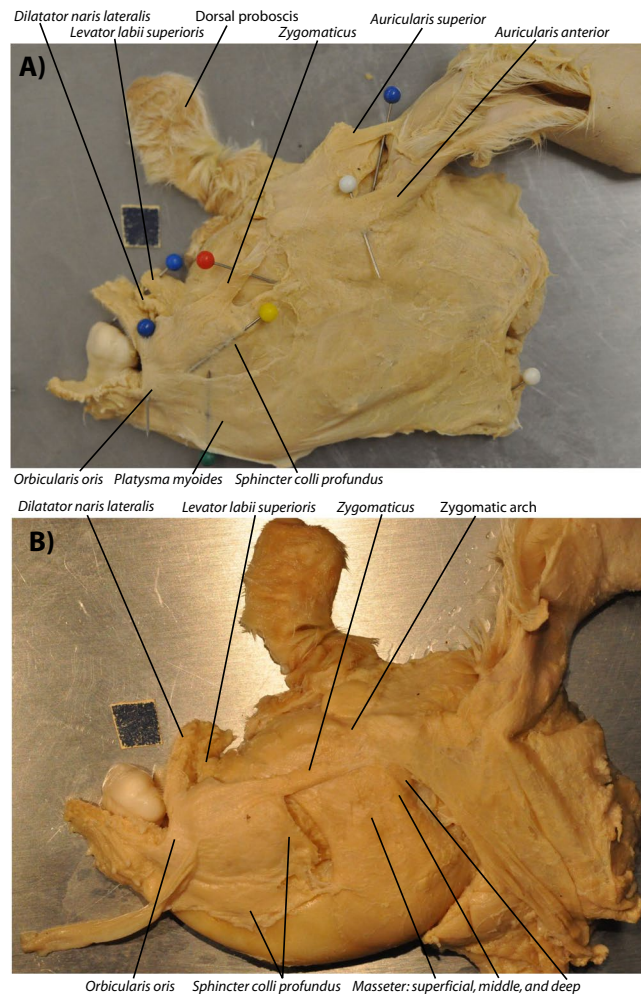 Dilatator naris lateralis
Dorsal proboscis
Auricularis superior
Levator labii superioris
Zygomaticus
Auricularis anterior
A)
Orbicularis oris
Platysma myoides
Sphincter colli profundus
Dilatator naris lateralis
Levator labii superioris
Zygomaticus
Zygomatic arch
B)
Orbicularis oris
Sphincter colli profundus
Masseter: superficial, middle, and deep